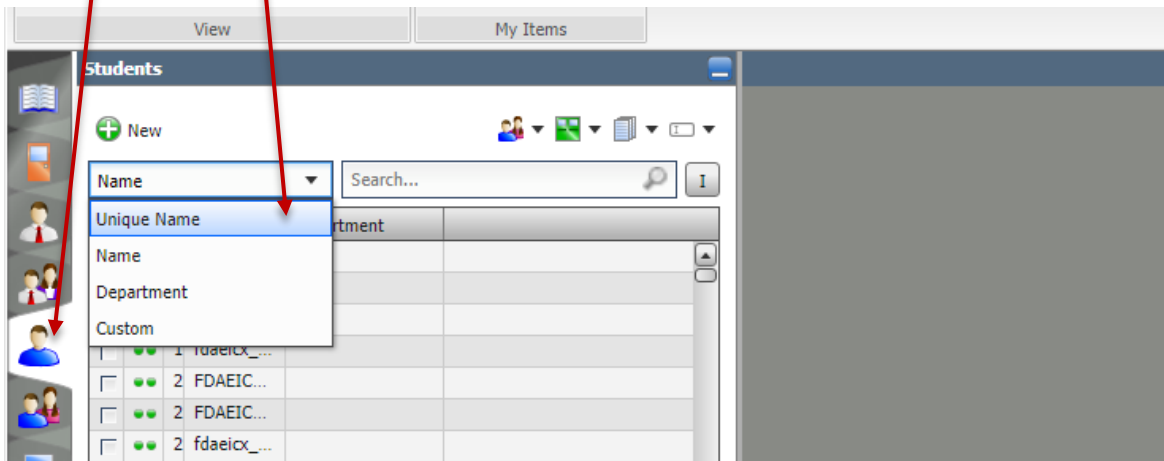 View My Items
Students
New
Name Search... I
Unique Name
rtment
Name
Department
Custom
1 fdaeicx_...
2 FDAEIC...
2 FDAEIC...
2 fdaeicx_...